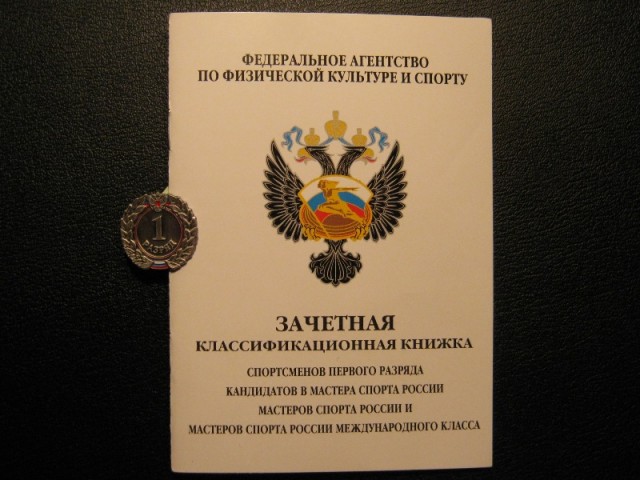 ФЕДЕРАЛЬНОЕ АГЕНТСТВО
ПО ФИЗИЧЕСКОЙ КУЛЬТУРЕ И СПОРТУ
1
ЗАЧЕТНАЯ
КЛАССИФИКАЦИОННАЯ КНИЖКА
СПОРТСМЕНОВ ПЕРВОГО РАЗРЯДА
КАНДИДАТОВ В МАСТЕРА СПОРТА РОССИИ
МАСТЕРОВ СПОРТА РОССИИ И
МАСТЕРОВ СПОРТА РОССИИ МЕЖДУНАРОДНОГО КЛАССА